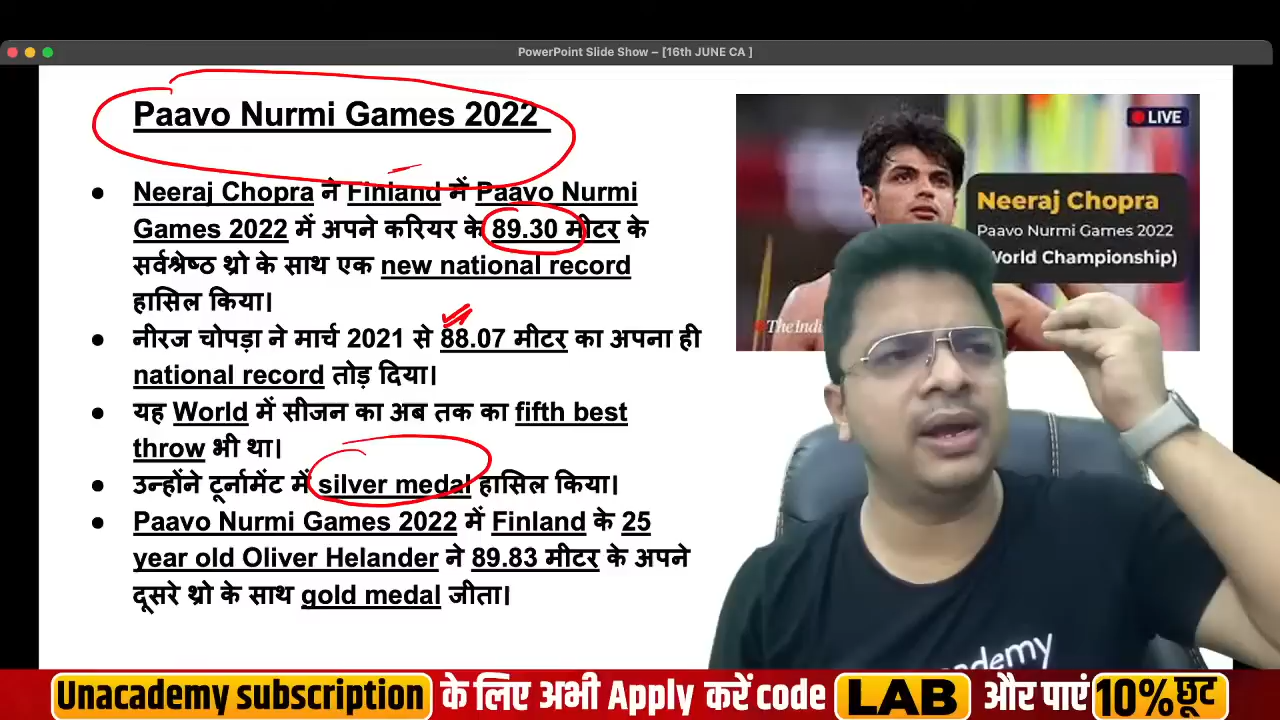 PowerPoint Slide Show – [16th JUNE CA ]
Paavo Nurmi Games 2022
● Neeraj Chopra ने Finland में Paavo Nurmi
Games 2022 में अपने करियर के 89.30 मीटर के
सर्वश्रेष्ठ थ्रो के साथ एक new national record
हासिल किया।
● नीरज चोपड़ा ने मार्च 2021 से 88.07 मीटर का अपना ही
national record तोड़ दिया।
● यह World में सीजन का अब तक का fifth best
throw भी था।
● उन्होंने टूर्नामेंट में silver medal हासिल किया।
● Paavo Nurmi Games 2022 में Finland के 25
year old Oliver Helander ने 89.83 मीटर के अपने
दूसरे थ्रो के साथ gold medal जीता।
LIVE
Neeraj Chopra
Paavo Nurmi Games 2022
World Championship)
Unacademy subscription के लिए अभी Apply करें code LAB और पाएं 10% छूट